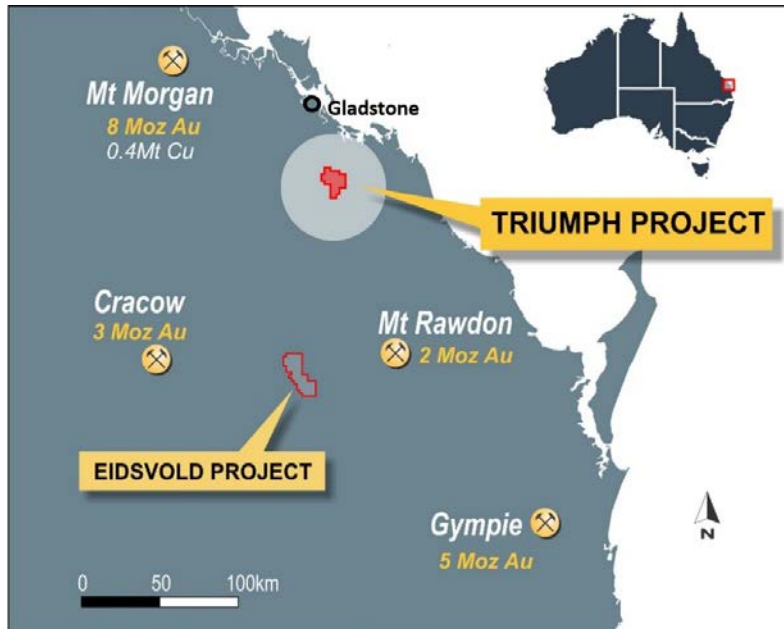 Mt Morgan
8 Moz Au
0.4Mt Cu
Gladstone
TRIUMPH PROJECT
Cracow
3 Moz Au
Mt Rawdon
2 Moz Au
EIDSVOLD PROJECT
Gympie
5 Moz Au
N
0 50 100km